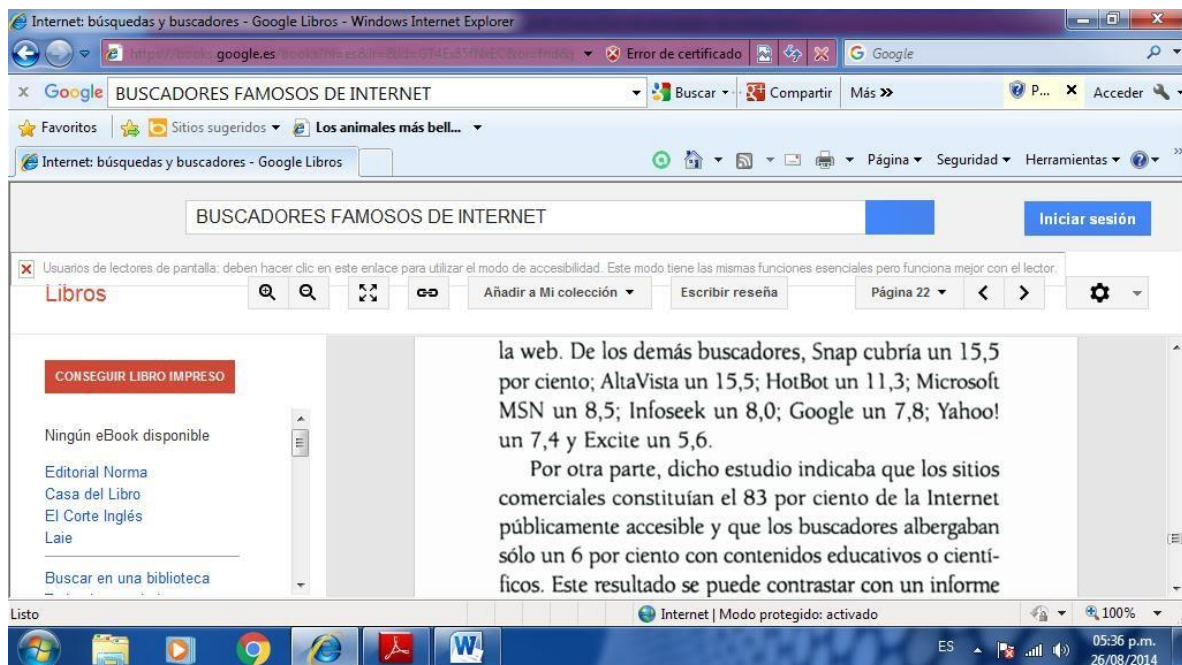 Internet: búsquedas y buscadores - Google Libros - Windows Internet Explorer
google.es Error de certificado Google
x Google BUSCADORES FAMOSOS DE INTERNET Buscar Compartir Más >> P... X Acceder
Favoritos Sitios sugeridos Los animales más bell...
Internet: búsquedas y buscadores - Google Libros Página Seguridad Herramientas
BUSCADORES FAMOSOS DE INTERNET Iniciar sesión
Usuarios de lectores de pantalla: deben hacer clic en este enlace para utilizar el modo de accesibilidad. Este modo tiene las mismas funciones esenciales pero funciona mejor con el lector.
Libros Añadir a Mi colección Escribir reseña Página 22
CONSEGUIR LIBRO IMPRESO
Ningún eBook disponible
Editorial Norma
Casa del Libro
El Corte Inglés
Laie
Buscar en una biblioteca
la web. De los demás buscadores, Snap cubría un 15,5
por ciento; AltaVista un 15,5; HotBot un 11,3; Microsoft
MSN un 8,5; Infoseek un 8,0; Google un 7,8; Yahoo!
un 7,4 y Excite un 5,6.
Por otra parte, dicho estudio indicaba que los sitios
comerciales constituían el 83 por ciento de la Internet
públicamente accesible y que los buscadores albergaban
sólo un 6 por ciento con contenidos educativos o cientí-
ficos. Este resultado se puede contrastar con un informe
Listo Internet | Modo protegido: activado 100%
ES 05:36 p.m.
26/08/2014